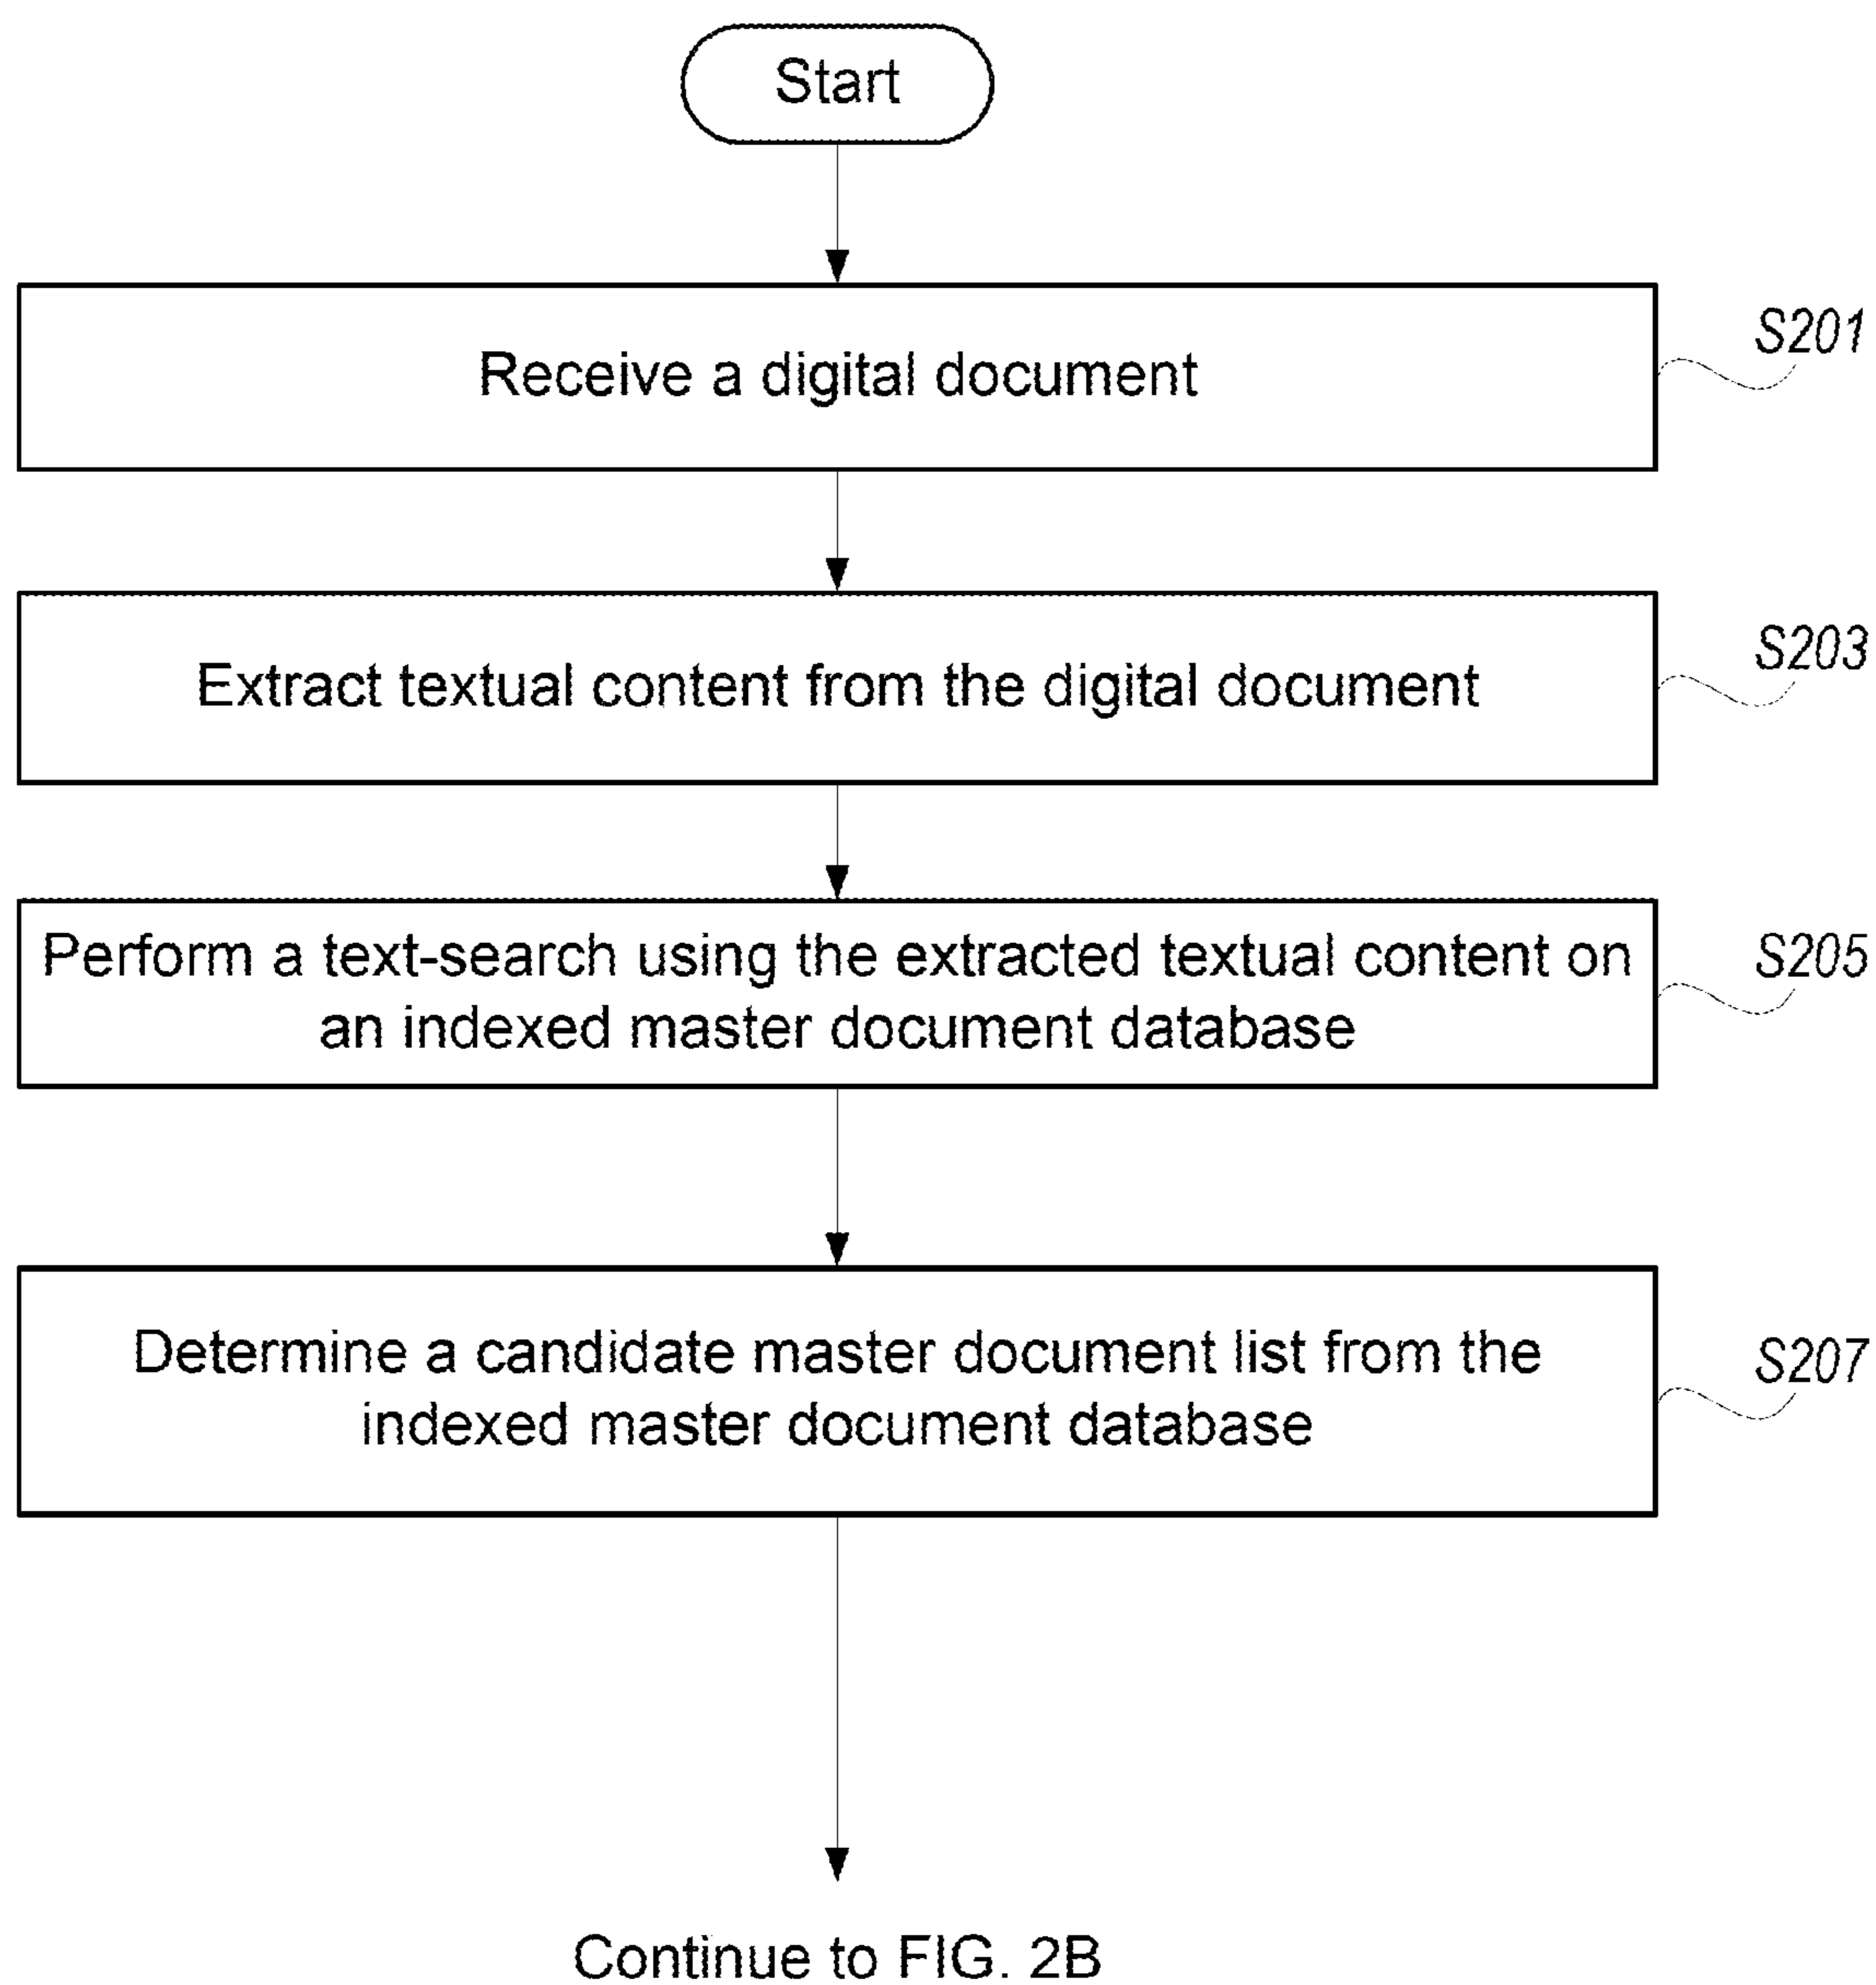 Start
Receive a digital document
S201
Extract textual content from the digital document
S203
Perform a text-search using the extracted textual content on
an indexed master document database
S205
Determine a candidate master document list from the
indexed master document database
S207
Continue to FIG. 2B